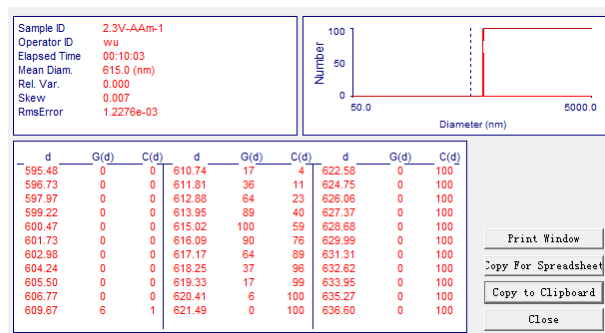 Sample ID 2.3V-AAm-1
Operator ID wu
Elapsed Time 00:10:03
Mean Diam. 615.0 (nm)
Rel. Var. 0.000
Skew 0.007
RmsError 1.2276e-03
Number
100
50
0
50.0 5000.0
Diameter (nm)
d G(d) C(d) d G(d) C(d) d G(d) C(d)
595.48 0 0 610.74 17 4 622.58 0 100
596.73 0 0 611.81 36 11 624.75 0 100
597.97 0 0 612.88 64 23 626.06 0 100
599.22 0 0 613.95 89 40 627.37 0 100
600.47 0 0 615.02 100 59 628.68 0 100
601.73 0 0 616.09 90 76 629.99 0 100
602.98 0 0 617.17 64 89 631.31 0 100
604.24 0 0 618.25 37 96 632.62 0 100
605.50 0 0 619.33 17 99 633.95 0 100
606.77 0 0 620.41 6 100 635.27 0 100
609.67 6 1 621.49 0 100 636.60 0 100
Print Window
Copy For Spreadsheet
Copy to Clipboard
Close